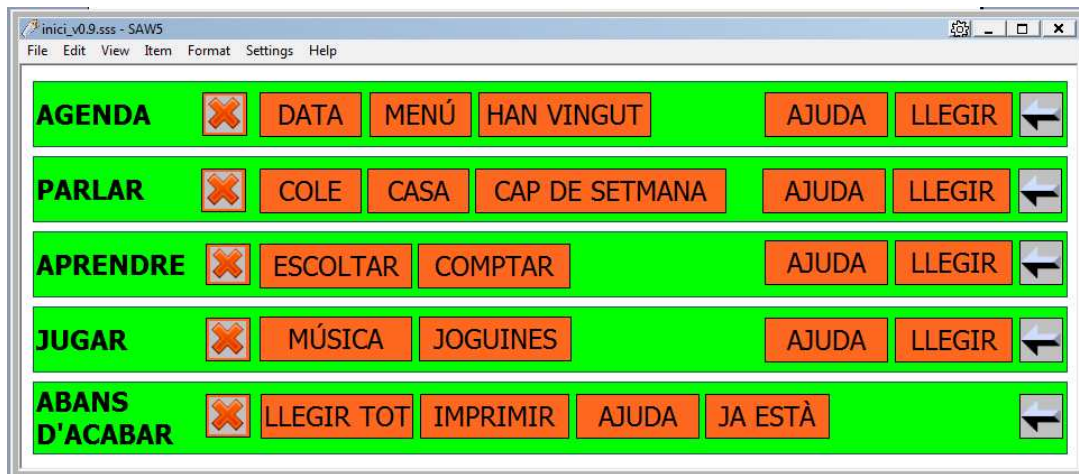 inici_v0.9.sss - SAW5
File Edit View Item Format Settings Help
AGENDA DATA MENÚ HAN VINGUT AJUDA LLEGIR
PARLAR COLE CASA CAP DE SETMANA AJUDA LLEGIR
APRENDRE ESCOLTAR COMPTAR AJUDA LLEGIR
JUGAR MÚSICA JOGUINES AJUDA LLEGIR
ABANS
D'ACABAR LLEGIR TOT IMPRIMIR AJUDA JA ESTÀ